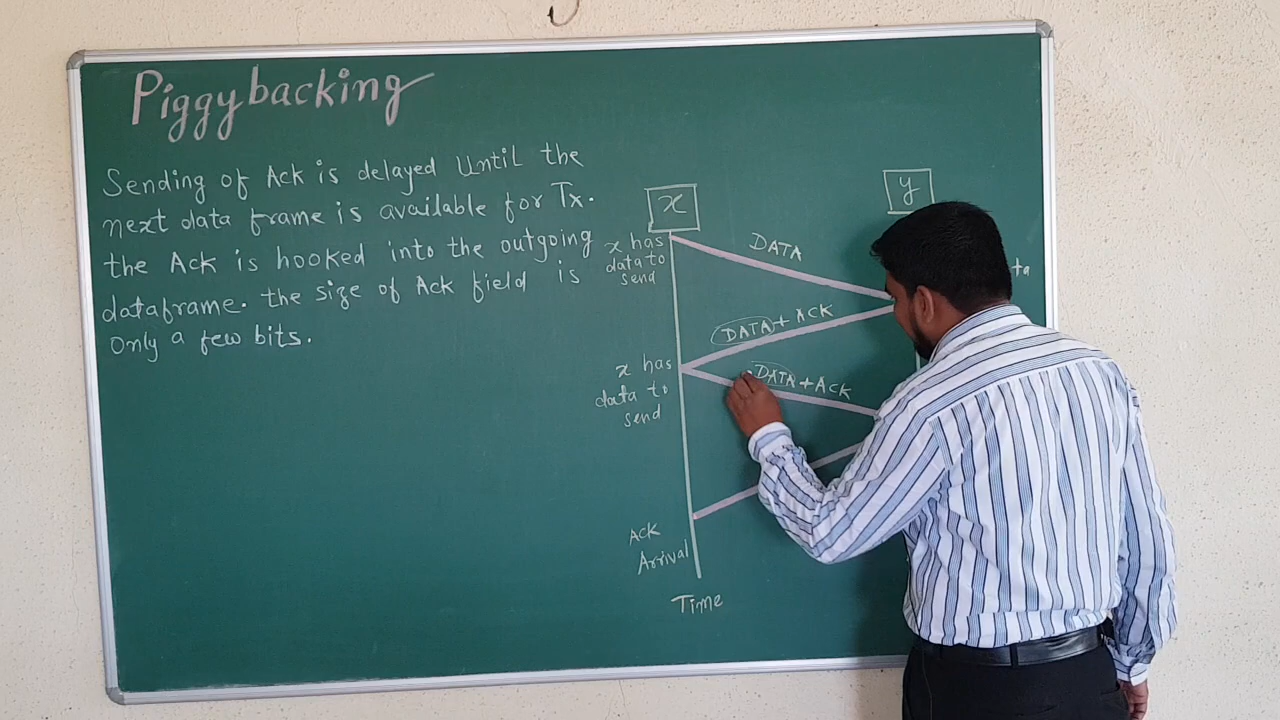 Piggybacking
Sending of Ack is delayed Until the
next data frame is available for Tx.
the Ack is hooked into the outgoing
dataframe. the size of Ack field is
Only a few bits.
x
y
x has
data to
send
DATA
DATA + ACK
x has
data to
send
DATA + ACK
ACK
Arrival
Time